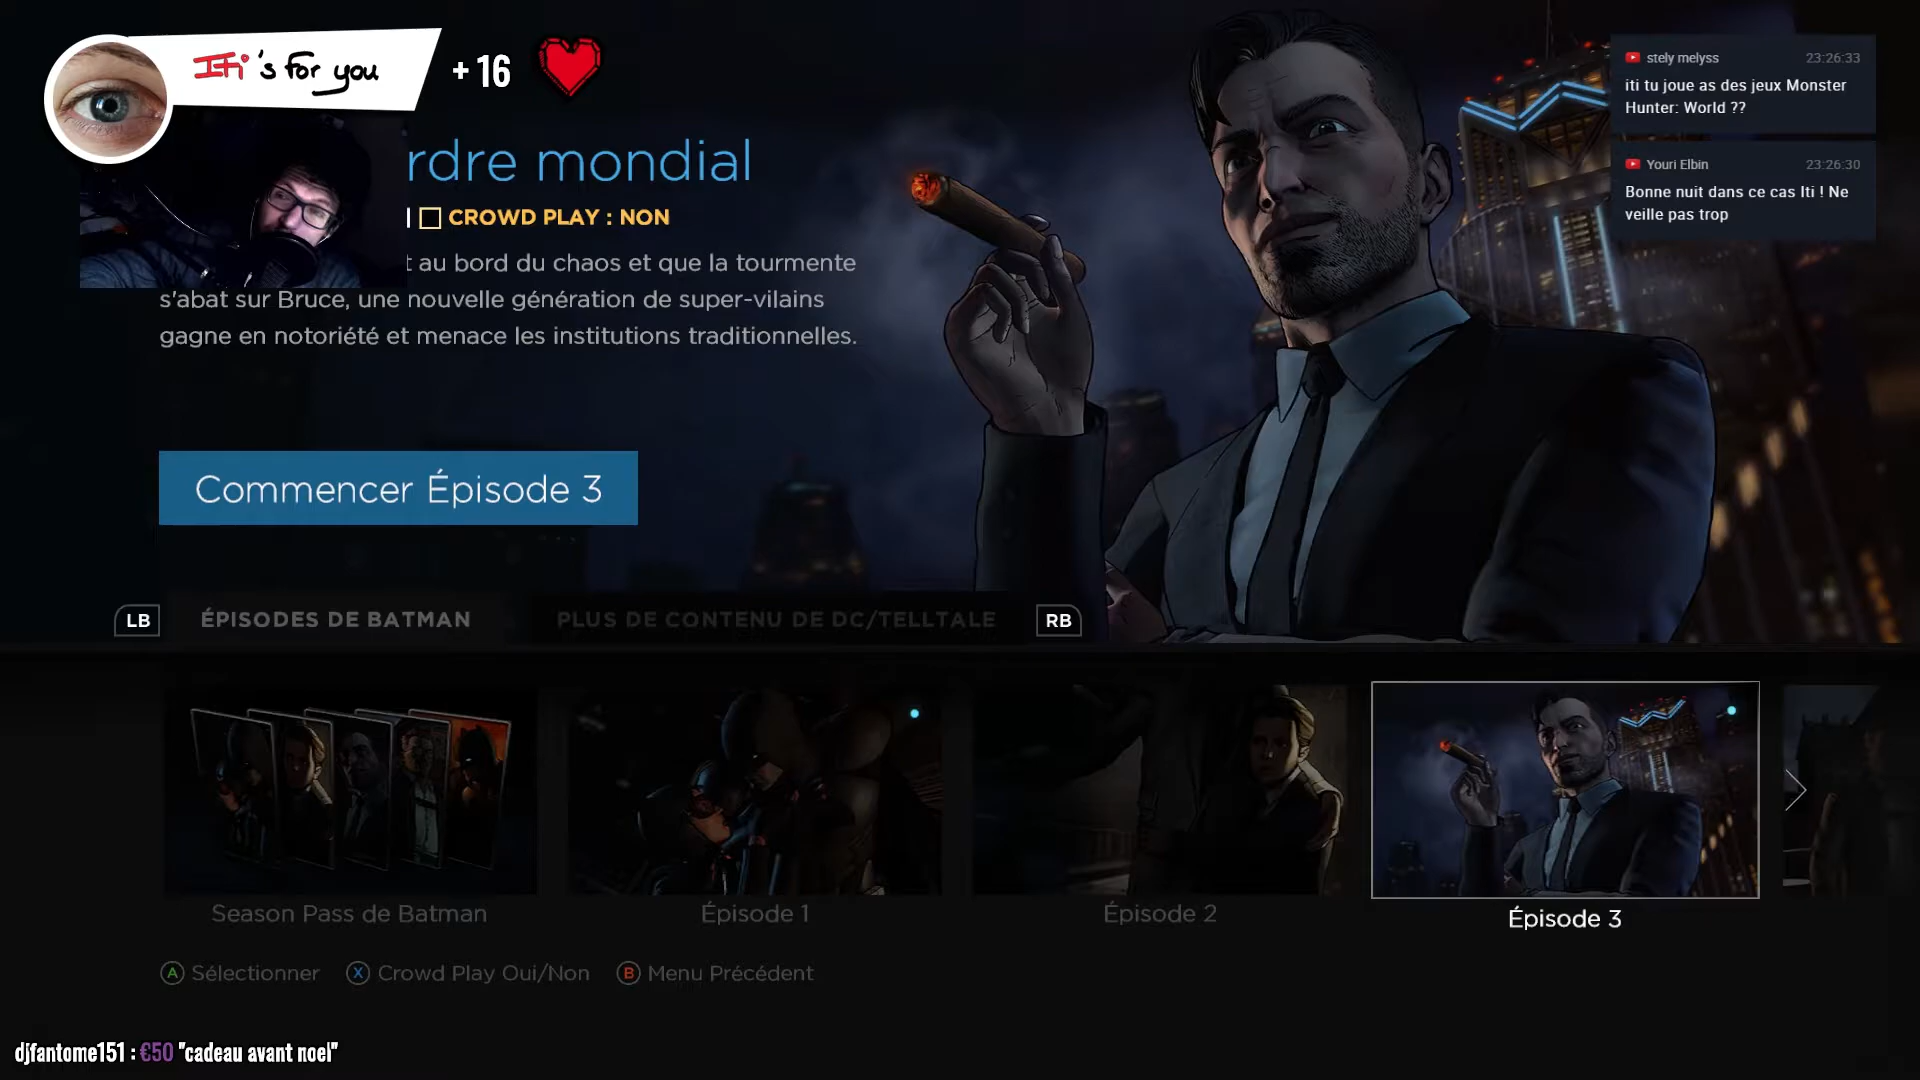 Iti's for you
+16
rdre mondial
CROWD PLAY : NON
t au bord du chaos et que la tourmente
s'abat sur Bruce, une nouvelle génération de super-vilains
gagne en notoriété et menace les institutions traditionnelles.
Commencer Épisode 3
stely melyss 23:26:33
iti tu joue as des jeux Monster
Hunter: World ??
Youri Elbin 23:26:30
Bonne nuit dans ce cas Iti ! Ne
veille pas trop
LB ÉPISODES DE BATMAN PLUS DE CONTENU DE DC/TELLTALE RB
Season Pass de Batman Épisode 1 Épisode 2 Épisode 3
A Sélectionner X Crowd Play Oui/Non B Menu Précédent
djfantome151 : €50 "cadeau avant noel"